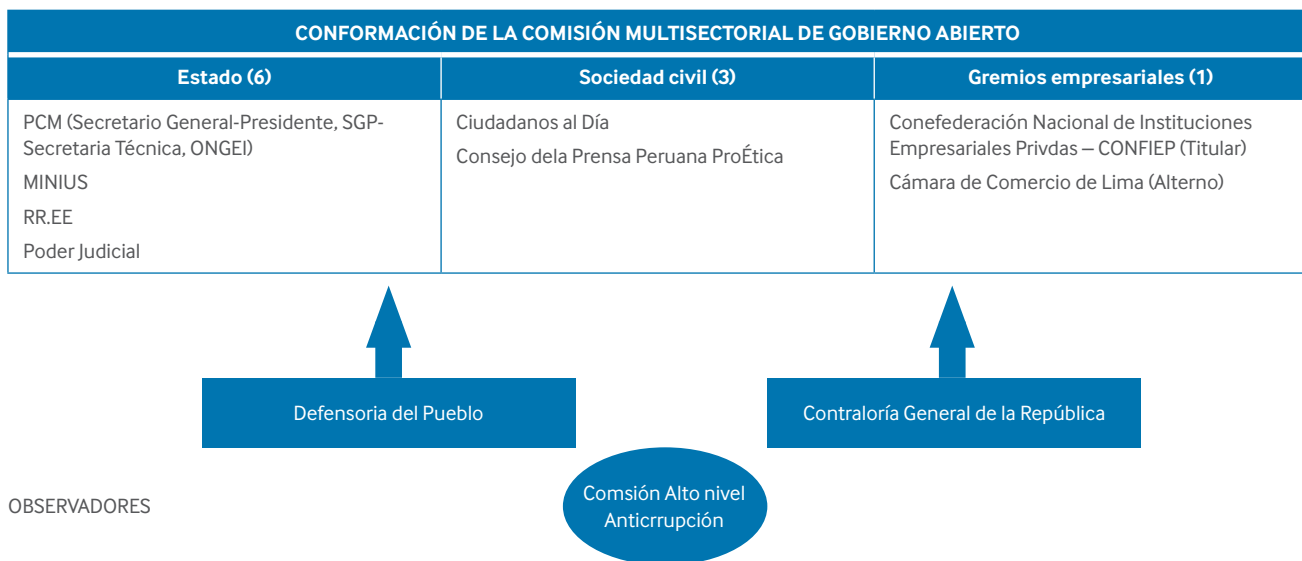 CONFORMACIÓN DE LA COMISIÓN MULTISECTORIAL DE GOBIERNO ABIERTO
Estado (6)
Sociedad civil (3)
Gremios empresariales (1)
PCM (Secretario General-Presidente, SGP-
Secretaria Técnica, ONGEI)
MINIUS
RR.EE
Poder Judicial
Ciudadanos al Día
Consejo dela Prensa Peruana ProÉtica
Conefederación Nacional de Instituciones
Empresariales Privdas – CONFIEP (Titular)
Cámara de Comercio de Lima (Alterno)
Defensoria del Pueblo
Contraloría General de la República
OBSERVADORES
Comsión Alto nivel
Anticrrupción